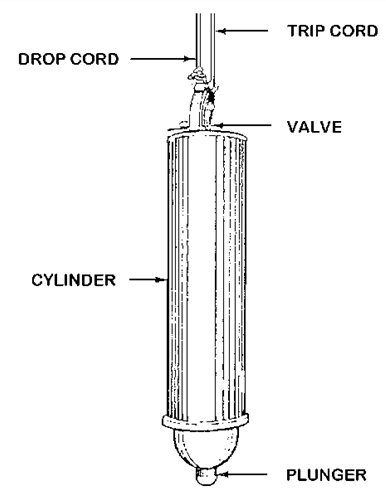 TRIP CORD
DROP CORD
VALVE
CYLINDER
PLUNGER